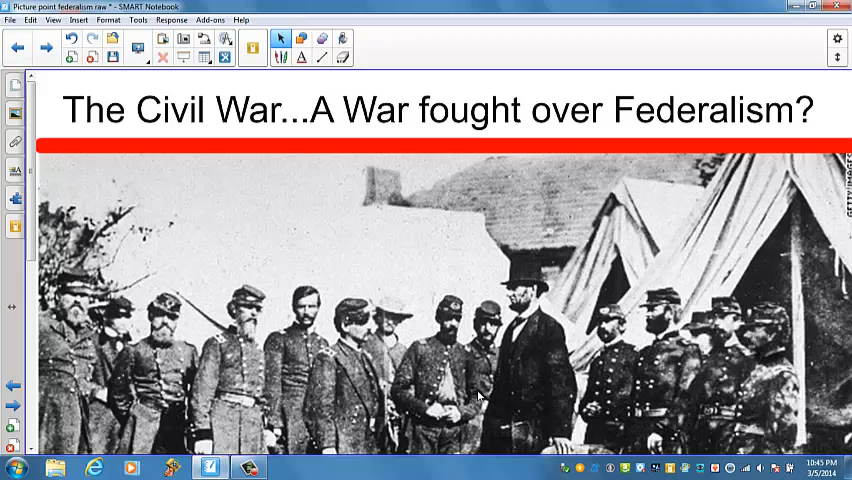 Picture point federalism raw * - SMART Notebook
File Edit View Insert Format Tools Response Add-ons Help
The Civil War...A War fought over Federalism?
GETTY IMAGES
10:45 PM
3/5/2014